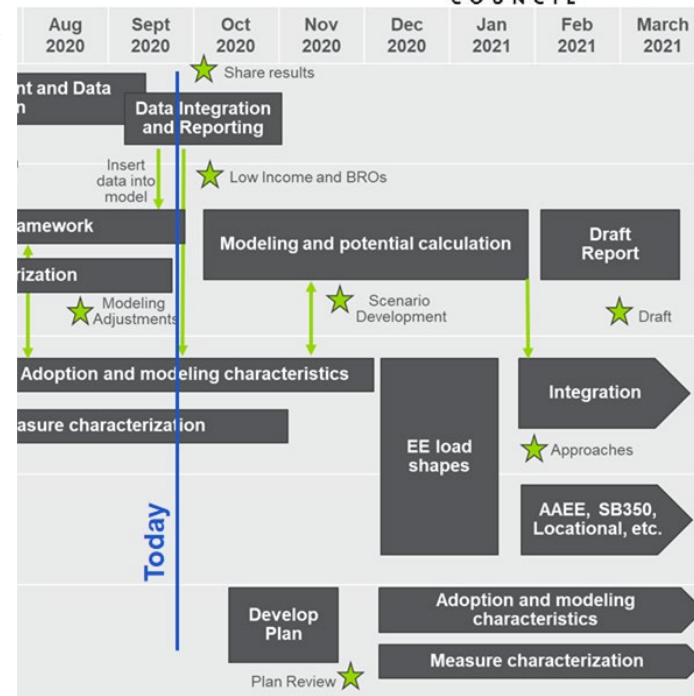 COUNCIL
Aug 2020
Sept 2020
Oct 2020
Nov 2020
Dec 2020
Jan 2021
Feb 2021
March 2021
Share results
nt and Data
n
Data Integration
and Reporting
Insert
data into
model
Low Income and BROs
amework
Modeling and potential calculation
Draft
Report
rization
Modeling
Adjustments
Scenario
Development
Draft
Adoption and modeling characteristics
Integration
asure characterization
EE load
shapes
Approaches
AAEE, SB350,
Locational, etc.
Today
Develop
Plan
Adoption and modeling
characteristics
Measure characterization
Plan Review